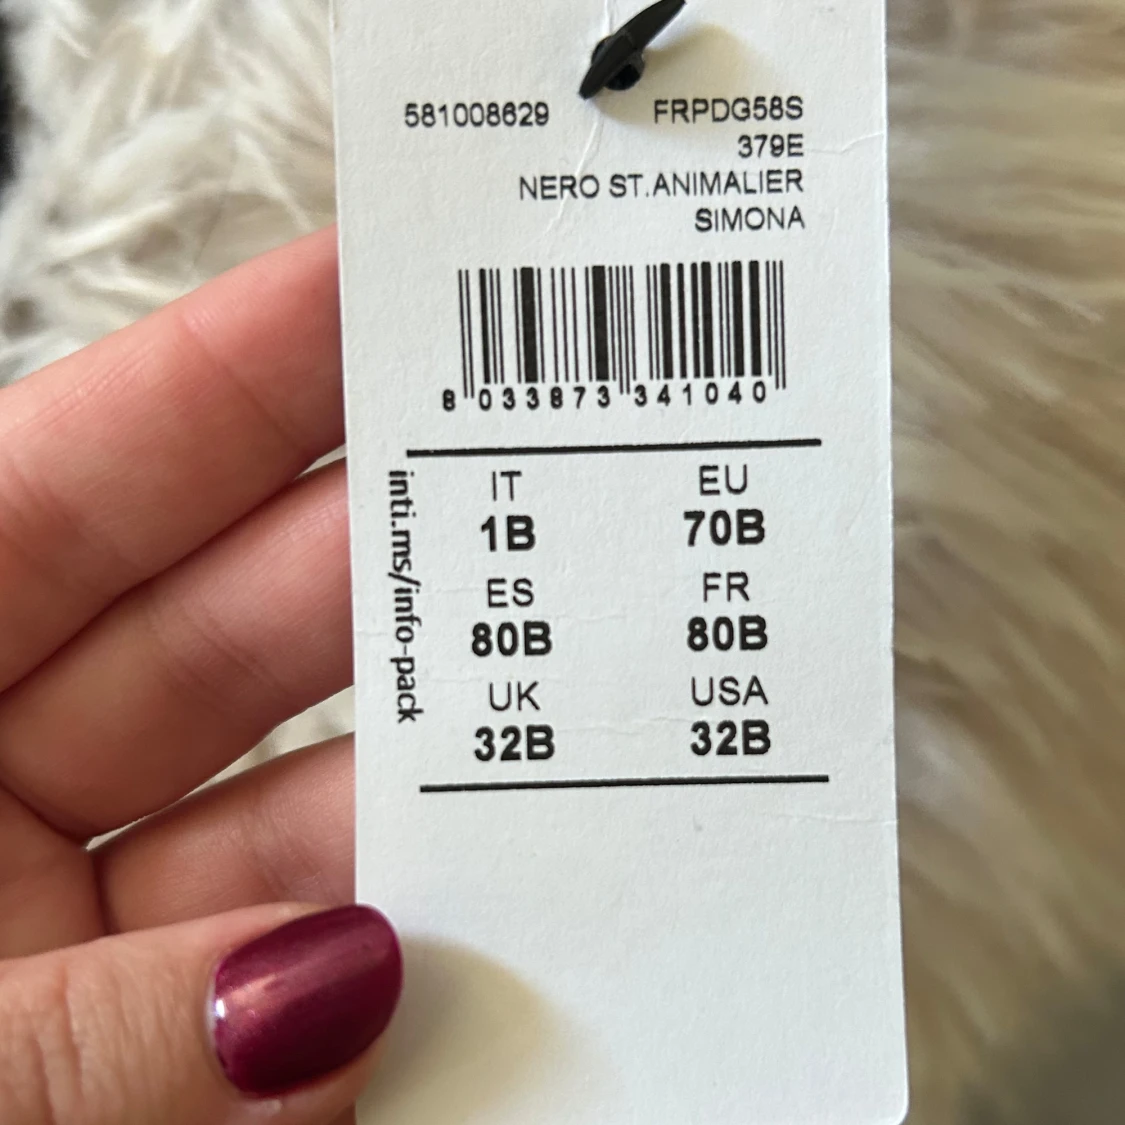 581008629 FRPDG58S
379E
NERO ST.ANIMALIER
SIMONA
8 033873 341040
inti.ms/info-pack
IT EU
1B 70B
ES FR
80B 80B
UK USA
32B 32B